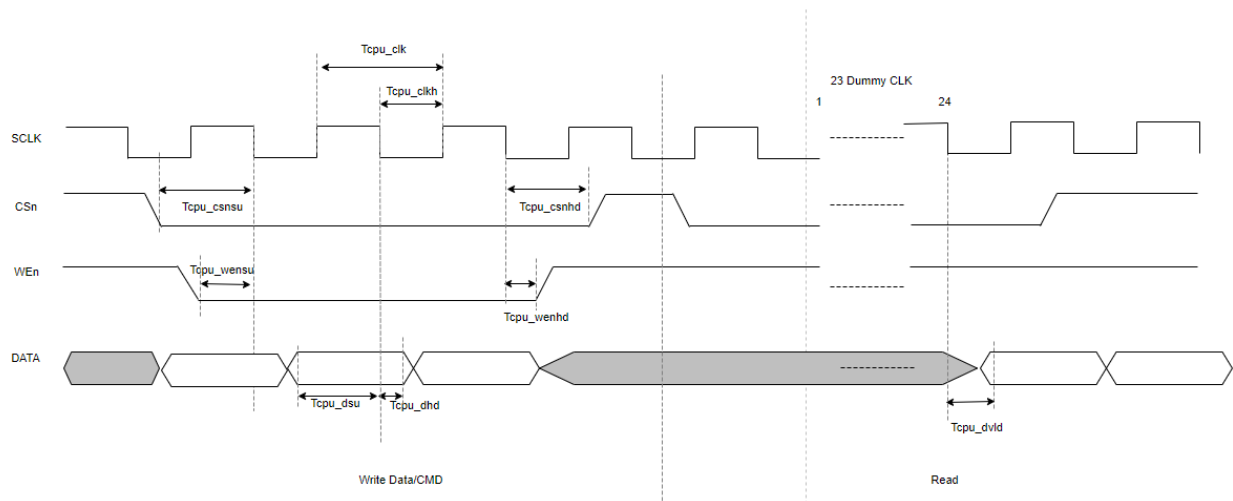 Tcpu_clk
23 Dummy CLK
Tcpu_clkh
1
24
SCLK
Tcpu_csnsu
Tcpu_csnhd
CSn
Tcpu_wensu
WEn
Tcpu_wenhd
DATA
Tcpu_dsu
Tcpu_dhd
Tcpu_dvld
Write Data/CMD
Read